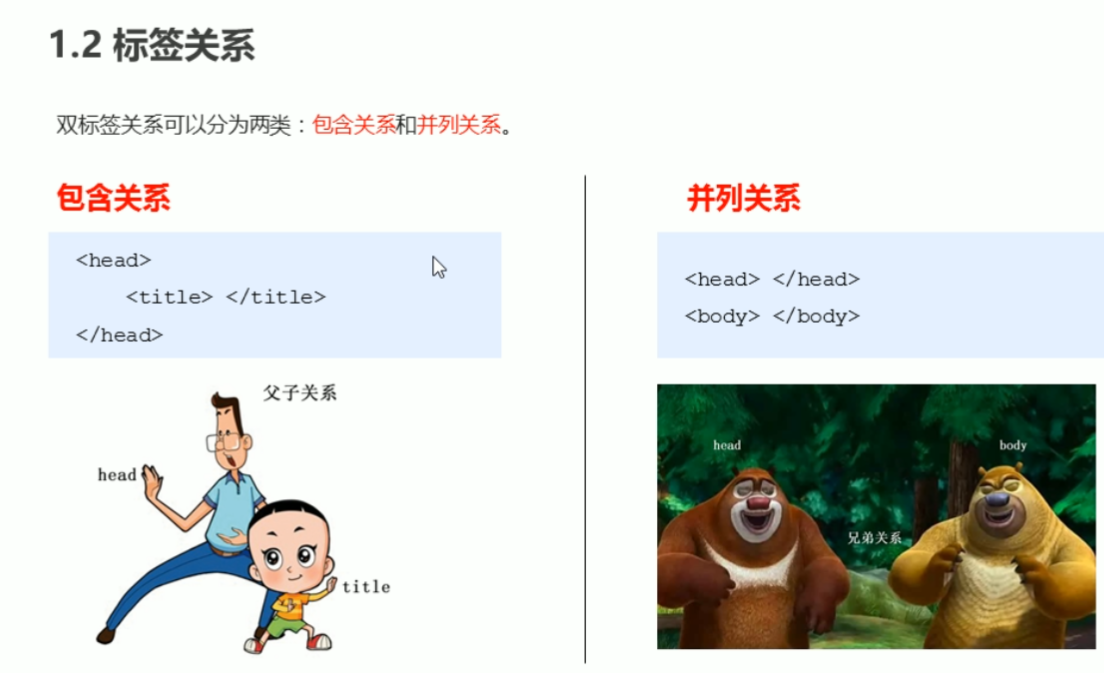 1.2 标签关系
双标签关系可以分为两类：包含关系和并列关系。
包含关系
<head>
<title> </title>
</head>
父子关系
head
title
并列关系
<head> </head>
<body> </body>
head
body
兄弟关系